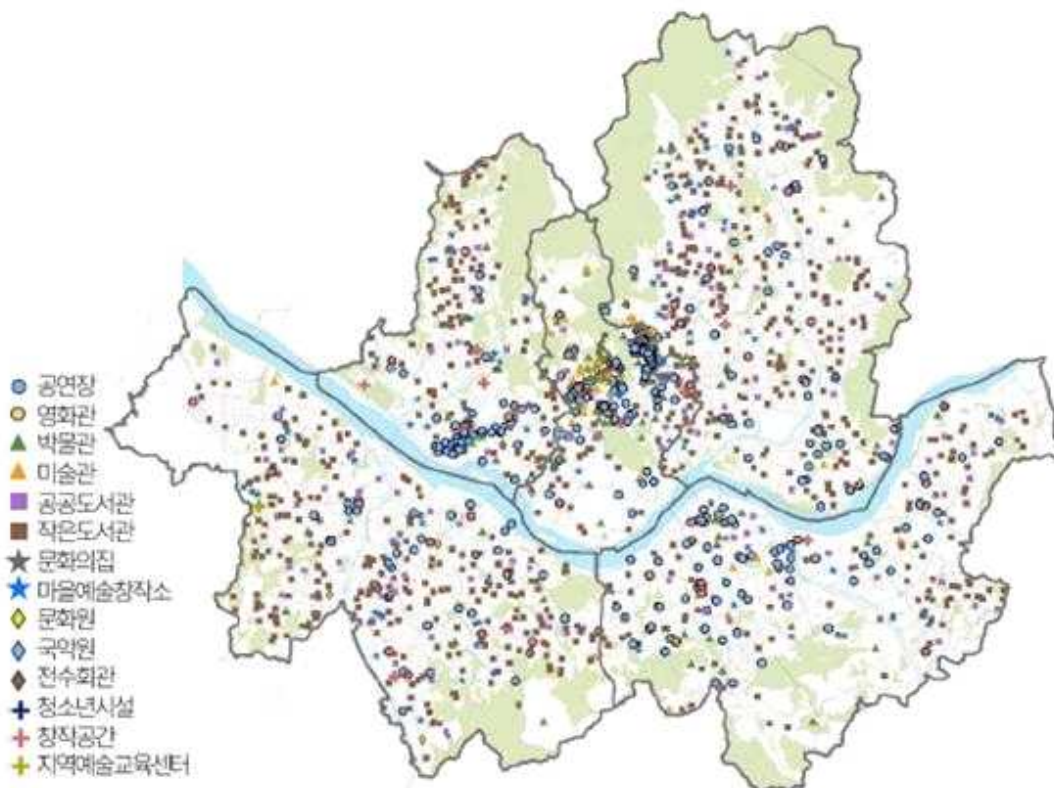 공연장
영화관
박물관
미술관
공공도서관
작은도서관
문화의집
마을예술창작소
문화원
국악원
전수회관
청소년시설
창작공간
지역예술교육센터